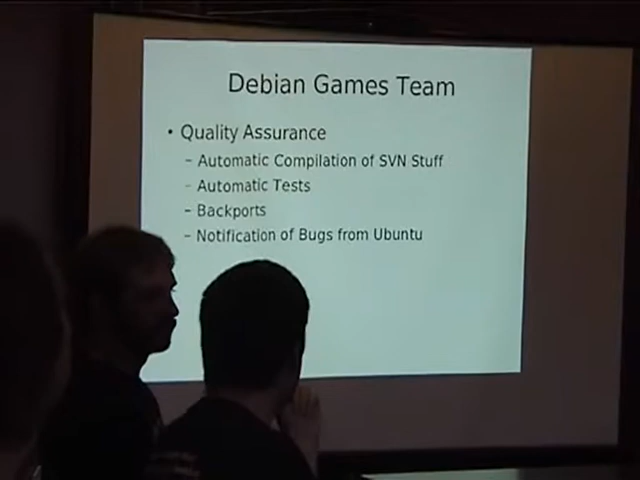 Debian Games Team
• Quality Assurance
– Automatic Compilation of SVN Stuff
– Automatic Tests
– Backports
– Notification of Bugs from Ubuntu